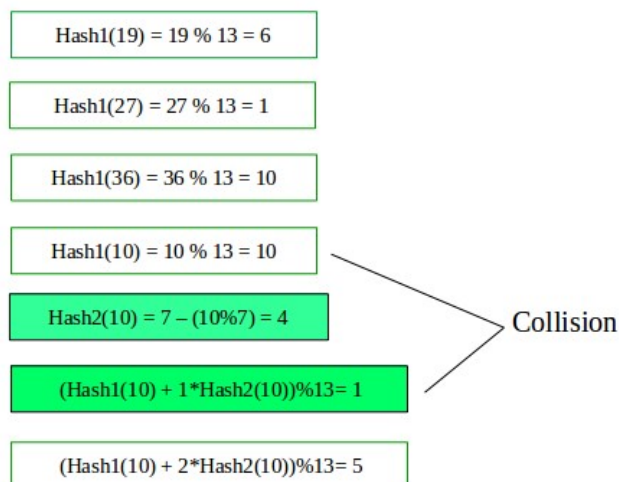 Hash1(19) = 19 % 13 = 6
Hash1(27) = 27 % 13 = 1
Hash1(36) = 36 % 13 = 10
Hash1(10) = 10 % 13 = 10
Hash2(10) = 7 – (10%7) = 4
Collision
(Hash1(10) + 1*Hash2(10))%13= 1
(Hash1(10) + 2*Hash2(10))%13= 5